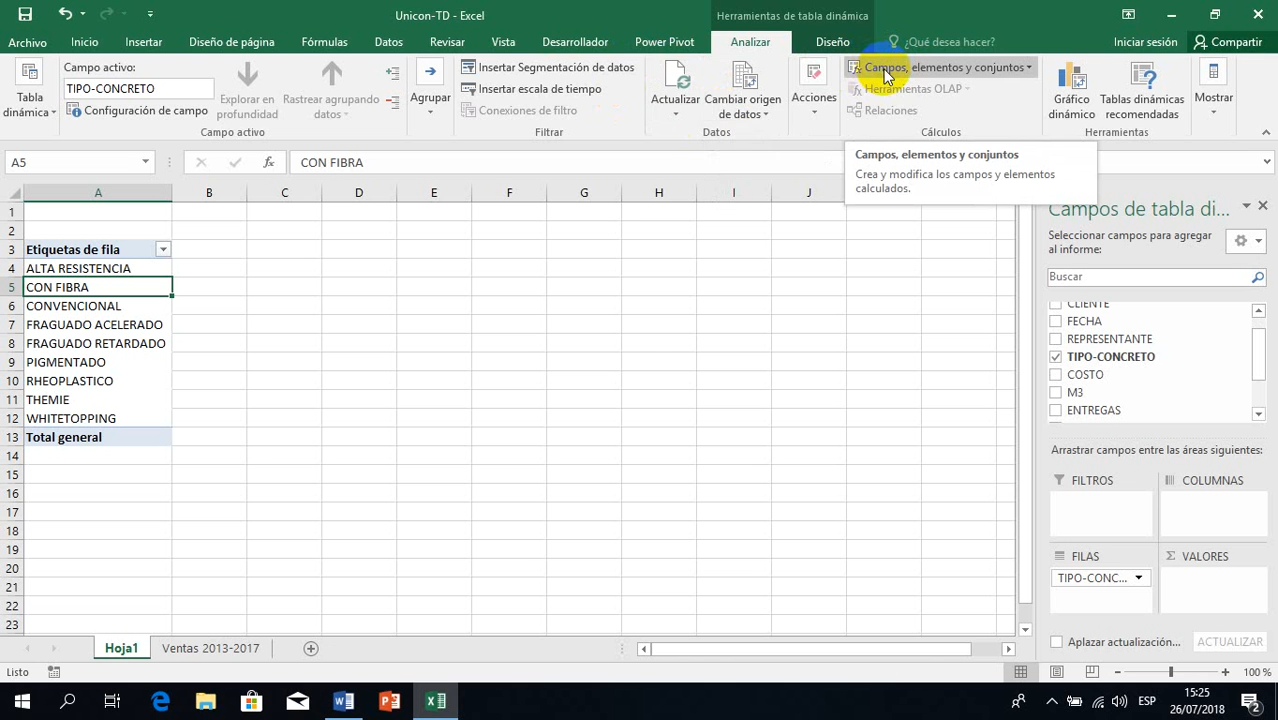 Unicon-TD - Excel
Herramientas de tabla dinámica
Archivo
Inicio
Insertar
Diseño de página
Fórmulas
Datos
Revisar
Vista
Desarrollador
Power Pivot
Analizar
Diseño
¿Qué desea hacer?
Iniciar sesión
Compartir
Tabla
dinámica
Campo activo:
TIPO-CONCRETO
Configuración de campo
Explorar en
profundidad
Rastrear agrupando
datos
Campo activo
Agrupar
Insertar Segmentación de datos
Insertar escala de tiempo
Conexiones de filtro
Filtrar
Actualizar
Cambiar origen
de datos
Datos
Acciones
Campos, elementos y conjuntos
Herramientas OLAP
Relaciones
Cálculos
Gráfico
dinámico
Tablas dinámicas
recomendadas
Herramientas
Mostrar
A5
fx
CON FIBRA
Campos, elementos y conjuntos
Crea y modifica los campos y elementos
calculados.
A B C D E F G H I J
1
2
3 Etiquetas de fila
4 ALTA RESISTENCIA
5 CON FIBRA
6 CONVENCIONAL
7 FRAGUADO ACELERADO
8 FRAGUADO RETARDADO
9 PIGMENTADO
10 RHEOPLASTICO
11 THEMIE
12 WHITETOPPING
13 Total general
14
15
16
17
18
19
20
21
22
23
Campos de tabla di...
Seleccionar campos para agregar
al informe:
Buscar
CLIENTE
FECHA
REPRESENTANTE
TIPO-CONCRETO
COSTO
M3
ENTREGAS
Arrastrar campos entre las áreas siguientes:
FILTROS
COLUMNAS
FILAS
VALORES
TIPO-CONC...
Aplazar actualización...
ACTUALIZAR
Hoja1
Ventas 2013-2017
Listo
100 %
ESP
15:25
26/07/2018
2